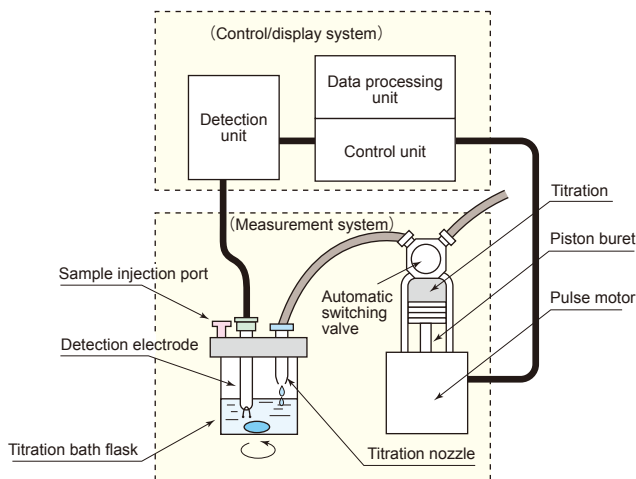 (Control/display system)
Data processing
unit
Detection
unit
Control unit
(Measurement system)
Titration
Piston buret
Sample injection port
Automatic
switching
valve
Pulse motor
Detection electrode
Titration bath flask
Titration nozzle